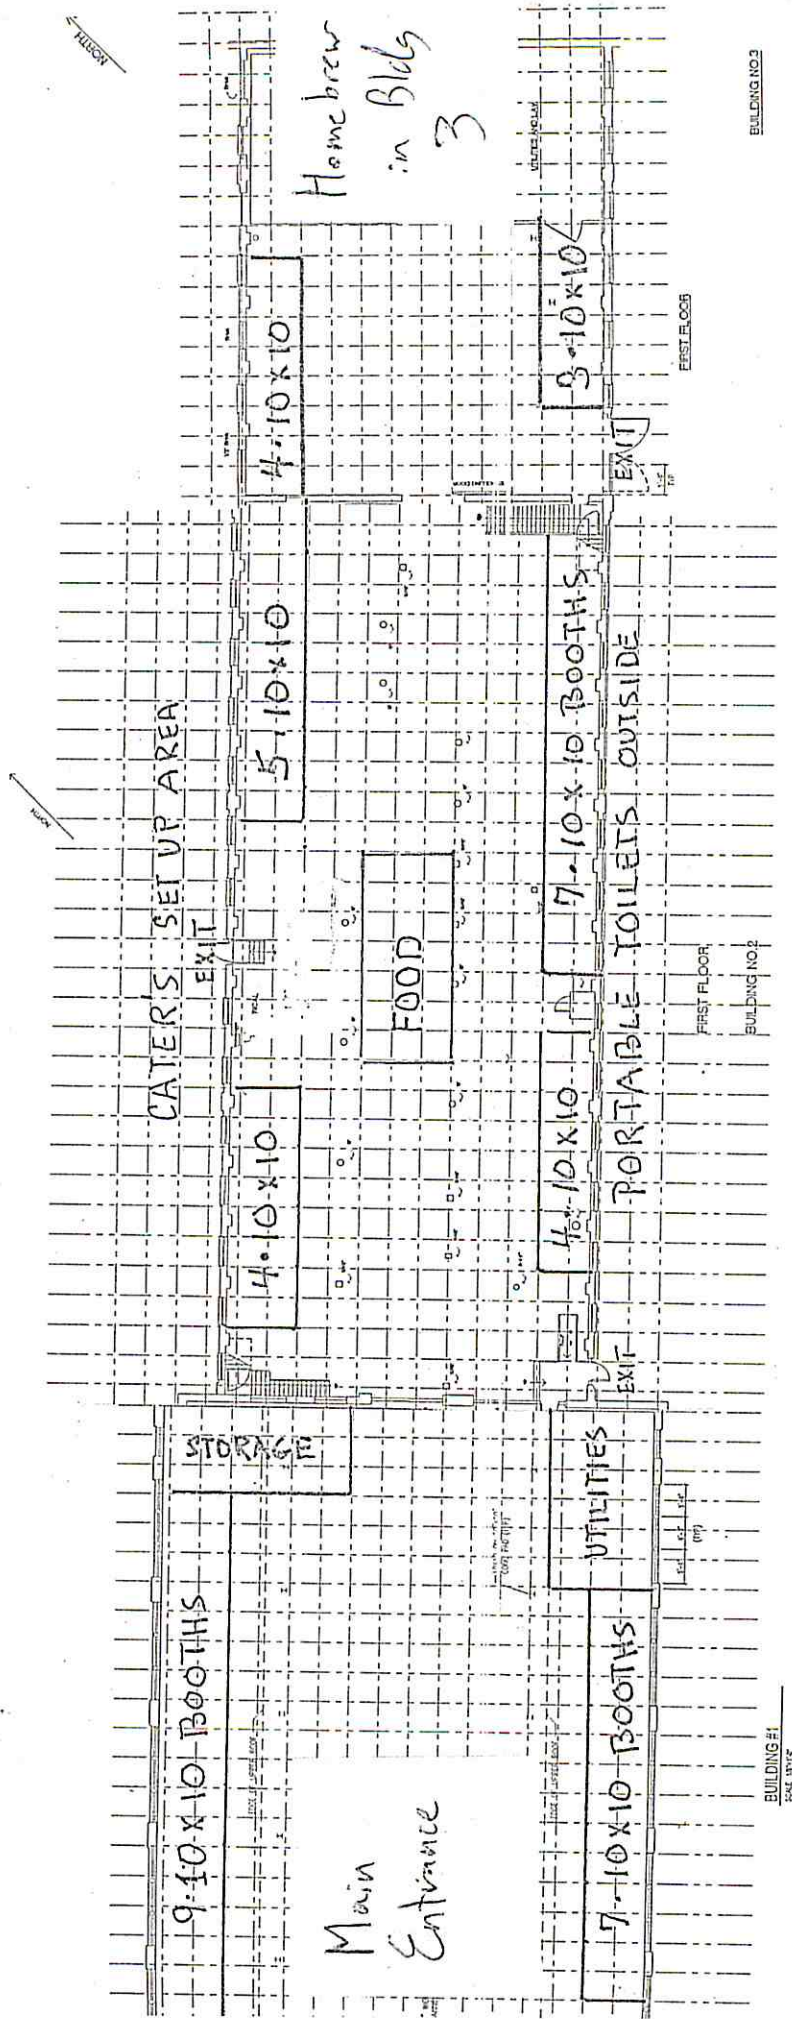 NORTH
Homebrew
in Bldg
3
BUILDING NO.3
4·10X10
3·10X10
FIRST FLOOR
EXIT
NORTH
CATER'S SET UP AREA
EXIT
5·10X10
7·10X10 BOOTHS
FOOD
FIRST FLOOR
BUILDING NO.2
4·10X10
4·10X10
PORTABLE TOILETS OUTSIDE
EXIT
STORAGE
UTILITIES
9·10X10 BOOTHS
Main
Entrance
7·10X10 BOOTHS
BUILDING #1